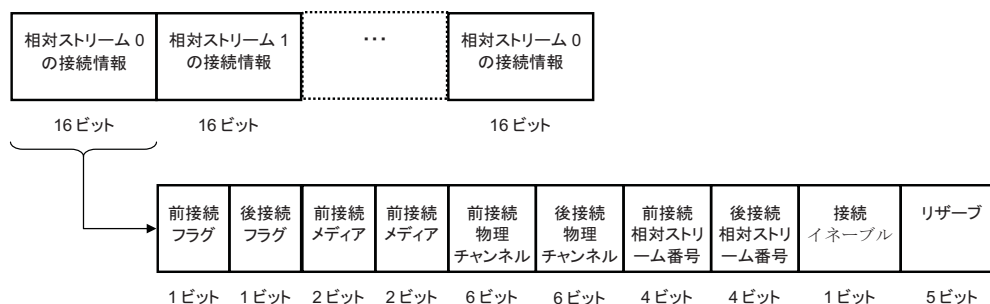 相対ストリーム 0
の接続情報
相対ストリーム 1
の接続情報
…
相対ストリーム 0
の接続情報
16 ビット
16 ビット
16 ビット
前接続
フラグ
後接続
フラグ
前接続
メディア
前接続
メディア
前接続
物理
チャンネル
後接続
物理
チャンネル
前接続
相対ストリ
ーム番号
後接続
相対ストリ
ーム番号
接続
イネーブル
リザーブ
1 ビット
1 ビット
2 ビット
2 ビット
6 ビット
6 ビット
4 ビット
4 ビット
1 ビット
5 ビット